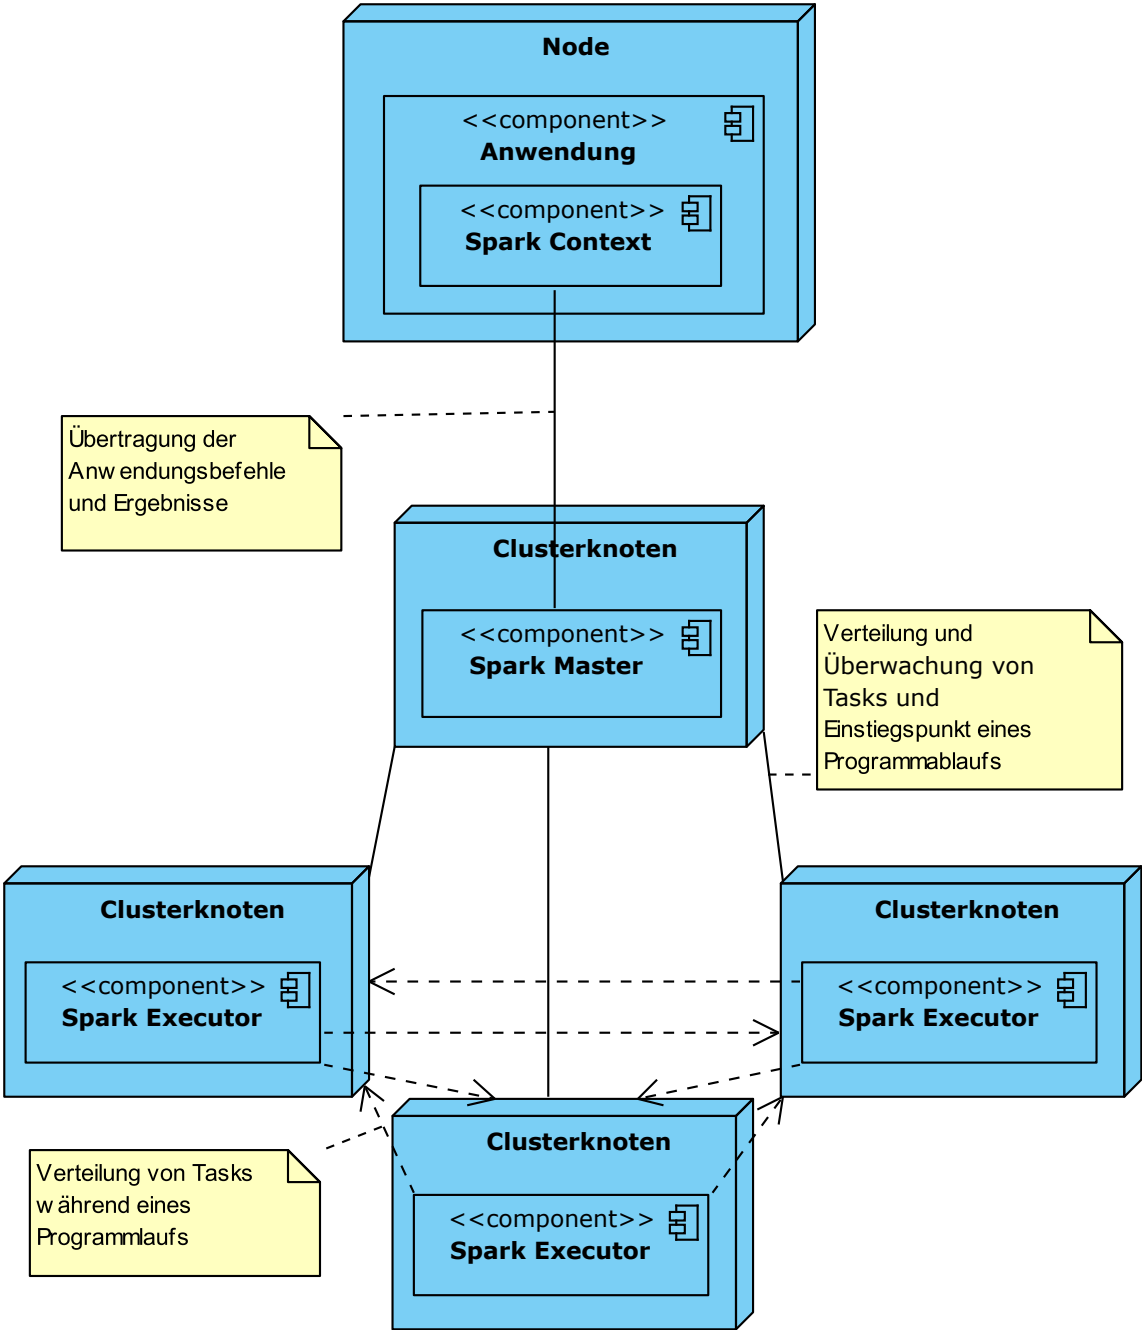 Node
<<component>>
Anwendung
<<component>>
Spark Context
Übertragung der
Anwendungsbefehle
und Ergebnisse
Clusterknoten
<<component>>
Spark Master
Verteilung und
Überwachung von
Tasks und
Einstiegspunkt eines
Programmablaufs
Clusterknoten
<<component>>
Spark Executor
Clusterknoten
<<component>>
Spark Executor
Clusterknoten
<<component>>
Spark Executor
Verteilung von Tasks
während eines
Programmlaufs